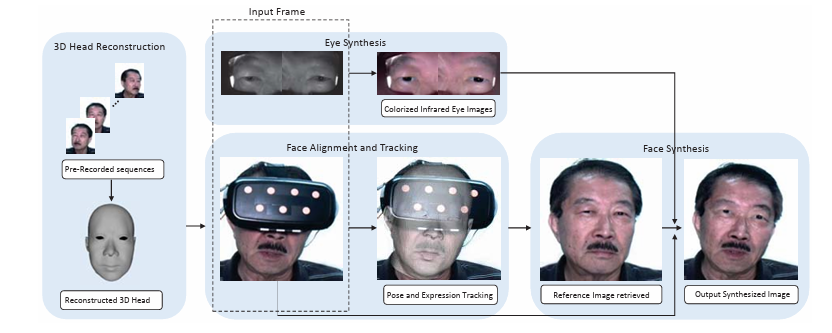 Input Frame
3D Head Reconstruction
Eye Synthesis
Colorized Infrared Eye Images
Pre-Recorded sequences
Face Alignment and Tracking
Face Synthesis
Reconstructed 3D Head
Pose and Expression Tracking
Reference Image retrieved
Output Synthesized Image